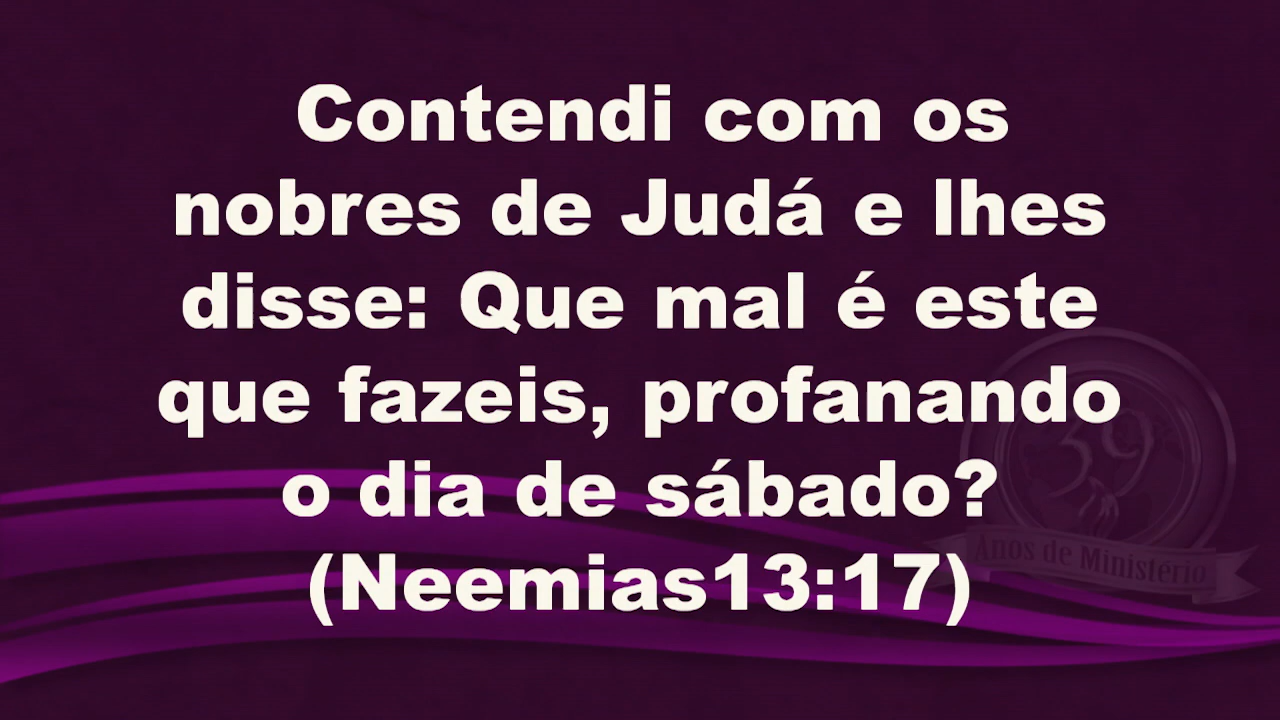 Contendi com os
nobres de Judá e lhes
disse: Que mal é este
que fazeis, profanando
o dia de sábado?
(Neemias13:17)
39
Anos de Ministério